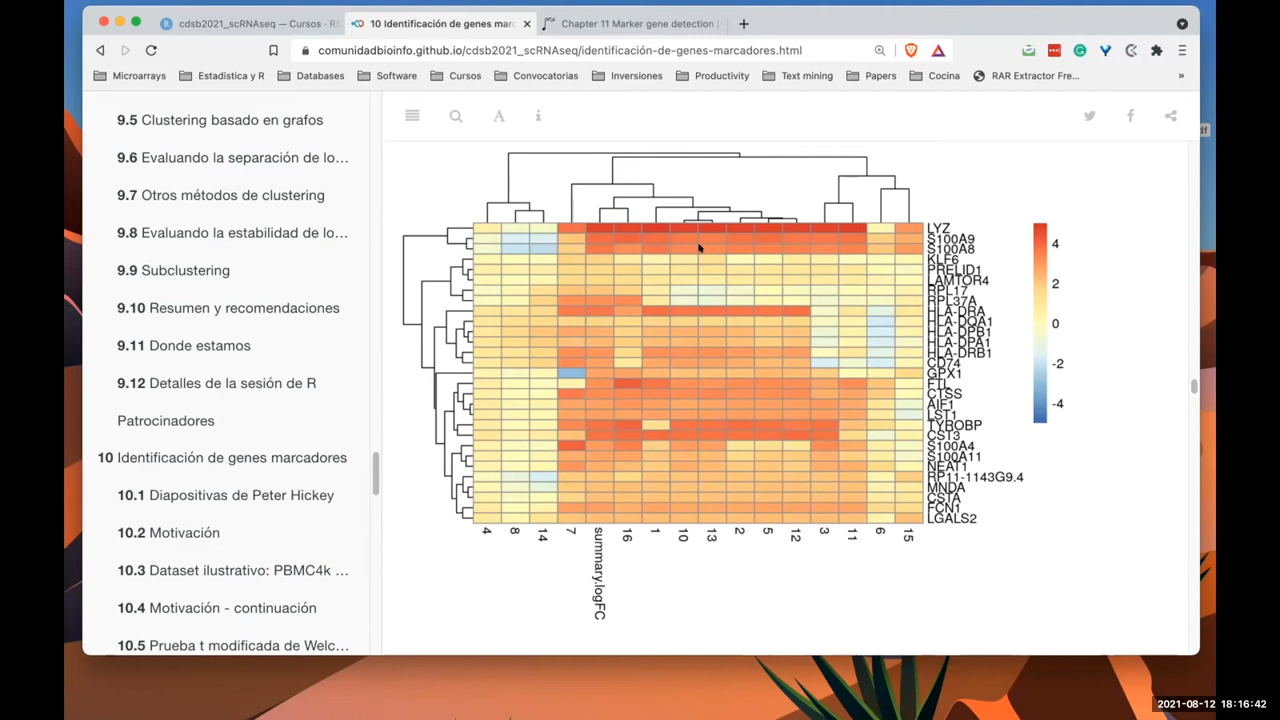 cdsb2021_scRNAseq — Cursos - RS
10 Identificación de genes marc
Chapter 11 Marker gene detection
comunidadbioinfo.github.io/cdsb2021_scRNAseq/identificación-de-genes-marcadores.html
Microarrays
Estadistica y R
Databases
Software
Cursos
Convocatorias
Inversiones
Productivity
Text mining
Papers
Cocina
RAR Extractor Fre...
»
9.5 Clustering basado en grafos
9.6 Evaluando la separación de lo...
9.7 Otros métodos de clustering
9.8 Evaluando la estabilidad de lo...
9.9 Subclustering
9.10 Resumen y recomendaciones
9.11 Donde estamos
9.12 Detalles de la sesión de R
Patrocinadores
10 Identificación de genes marcadores
10.1 Diapositivas de Peter Hickey
10.2 Motivación
10.3 Dataset ilustrativo: PBMC4k ...
10.4 Motivación - continuación
10.5 Prueba t modificada de Welc...
LYZ
S100A9
S100A8
KLF6
PRELID1
LAMTOR4
RPL17
RPL37A
HLA-DRA
HLA-DQA1
HLA-DPB1
HLA-DPA1
HLA-DRB1
CD74
GPX1
FTL
CTSS
AIF1
LST1
TYROBP
CST3
S100A4
S100A11
NEAT1
RP11-1143G9.4
MNDA
CSTA
FCN1
LGALS2
4
2
0
-2
-4
4
8
14
7
summary.logFC
16
1
10
13
2
5
12
3
11
6
15
df
2021-08-12 18:16:42